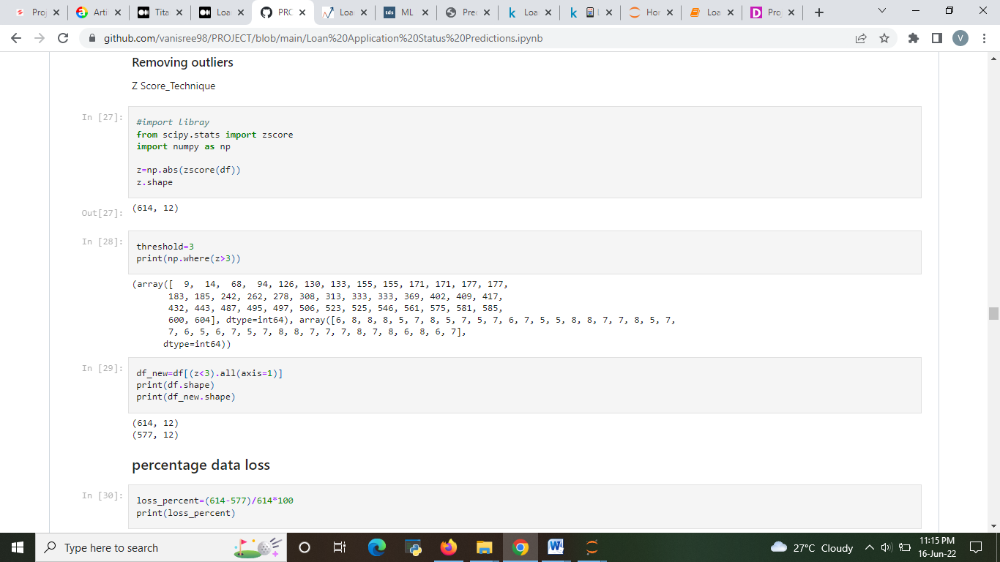 Proj
Arti
Tita
Loa
PRO
Loa
tds ML
Prec
k Loa
k L
Hor
Loa
D Proj
github.com/vanisree98/PROJECT/blob/main/Loan%20Application%20Status%20Predictions.ipynb
V
Removing outliers
Z Score_Technique
In [27]:
#import libray
from scipy.stats import zscore
import numpy as np
z=np.abs(zscore(df))
z.shape
Out[27]:
(614, 12)
In [28]:
threshold=3
print(np.where(z>3))
(array([  9,  14,  68,  94, 126, 130, 133, 155, 155, 171, 171, 177, 177,
183, 185, 242, 262, 278, 308, 313, 333, 333, 369, 402, 409, 417,
432, 443, 487, 495, 497, 506, 523, 525, 546, 561, 575, 581, 585,
600, 604], dtype=int64), array([6, 8, 8, 8, 5, 7, 8, 5, 7, 5, 7, 6, 7, 5, 5, 8, 8, 7, 7, 8, 5, 7,
7, 6, 5, 6, 7, 5, 7, 8, 8, 7, 7, 7, 8, 7, 8, 6, 8, 6, 7],
dtype=int64))
In [29]:
df_new=df[(z<3).all(axis=1)]
print(df.shape)
print(df_new.shape)
(614, 12)
(577, 12)
percentage data loss
In [30]:
loss_percent=(614-577)/614*100
print(loss_percent)
Type here to search
27°C Cloudy
11:15 PM
16-Jun-22